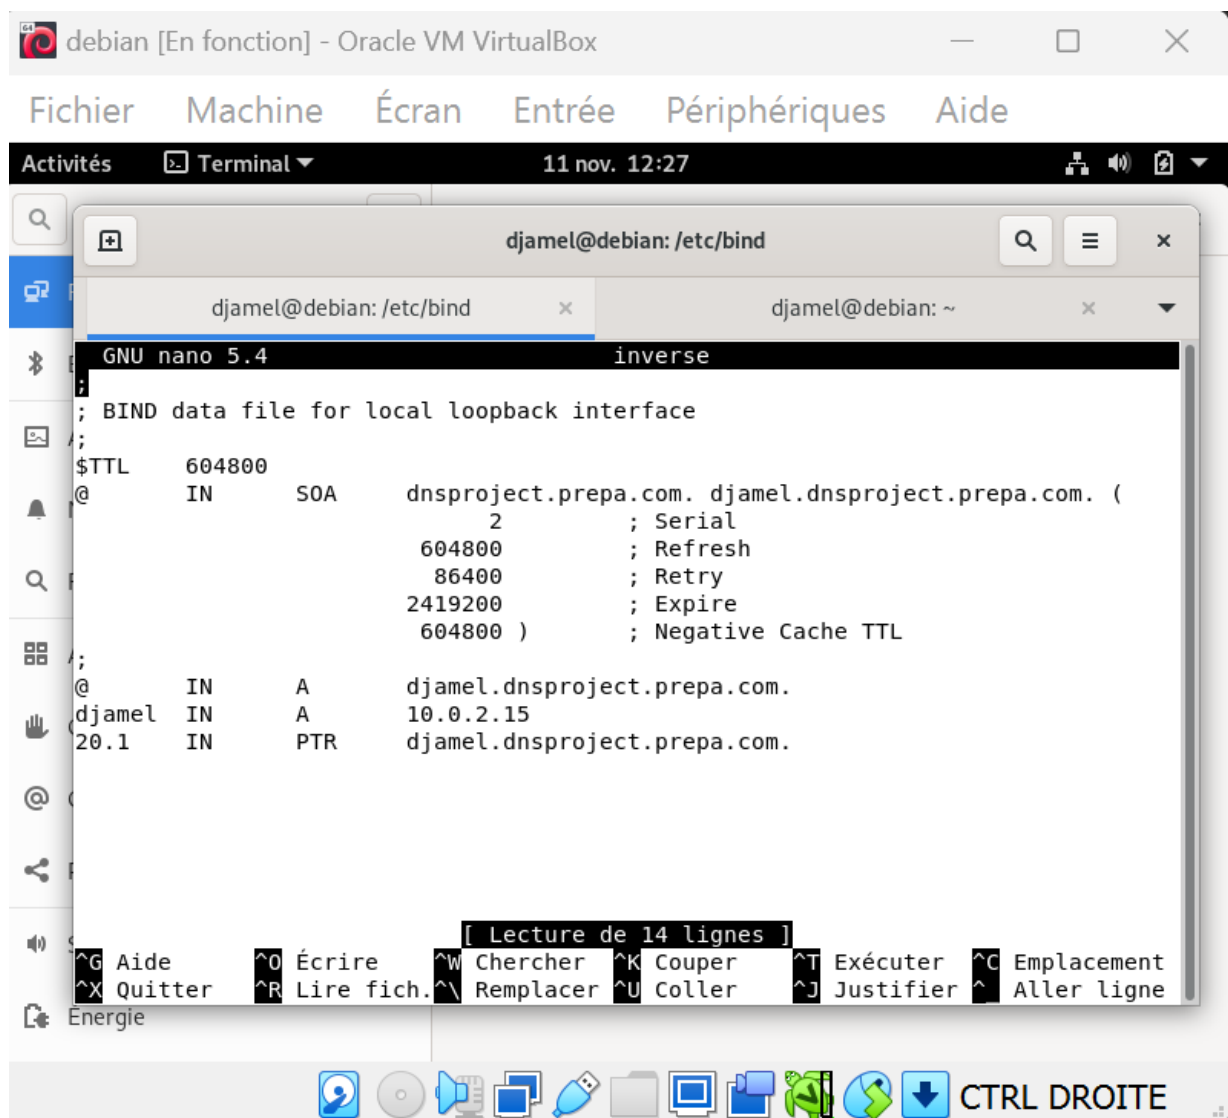 64
debian [En fonction] - Oracle VM VirtualBox
Fichier Machine Écran Entrée Périphériques Aide
Activités Terminal 11 nov. 12:27
djamel@debian: /etc/bind
djamel@debian: /etc/bind djamel@debian: ~
GNU nano 5.4 inverse
;
; BIND data file for local loopback interface
;
$TTL 604800
@ IN SOA dnsproject.prepa.com. djamel.dnsproject.prepa.com. (
2 ; Serial
604800 ; Refresh
86400 ; Retry
2419200 ; Expire
604800 ) ; Negative Cache TTL
;
@ IN A djamel.dnsproject.prepa.com.
djamel IN A 10.0.2.15
20.1 IN PTR djamel.dnsproject.prepa.com.
[ Lecture de 14 lignes ]
^G Aide ^O Écrire ^W Chercher ^K Couper ^T Exécuter ^C Emplacement
^X Quitter ^R Lire fich. ^\ Remplacer ^U Coller ^J Justifier ^_ Aller ligne
Énergie
CTRL DROITE